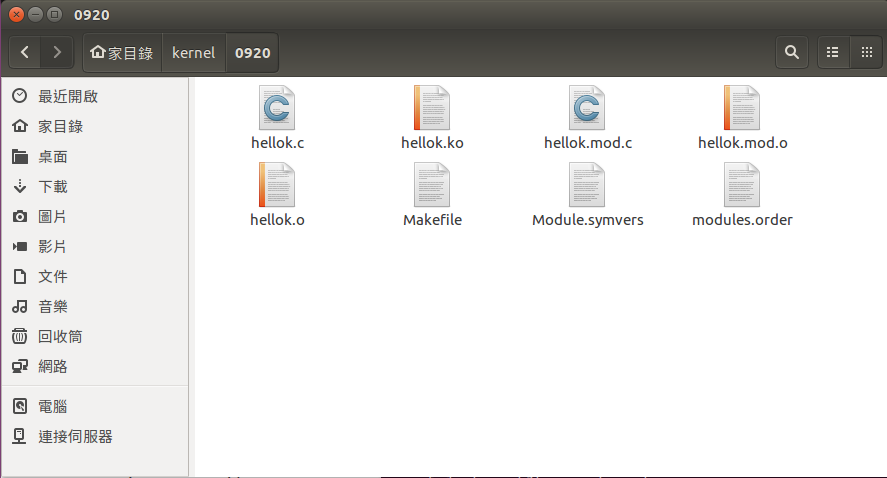 0920
家目錄 kernel 0920
最近開啟
家目錄
桌面
下載
圖片
影片
文件
音樂
回收筒
網路
電腦
連接伺服器
hellok.c hellok.ko hellok.mod.c hellok.mod.o
hellok.o Makefile Module.symvers modules.order